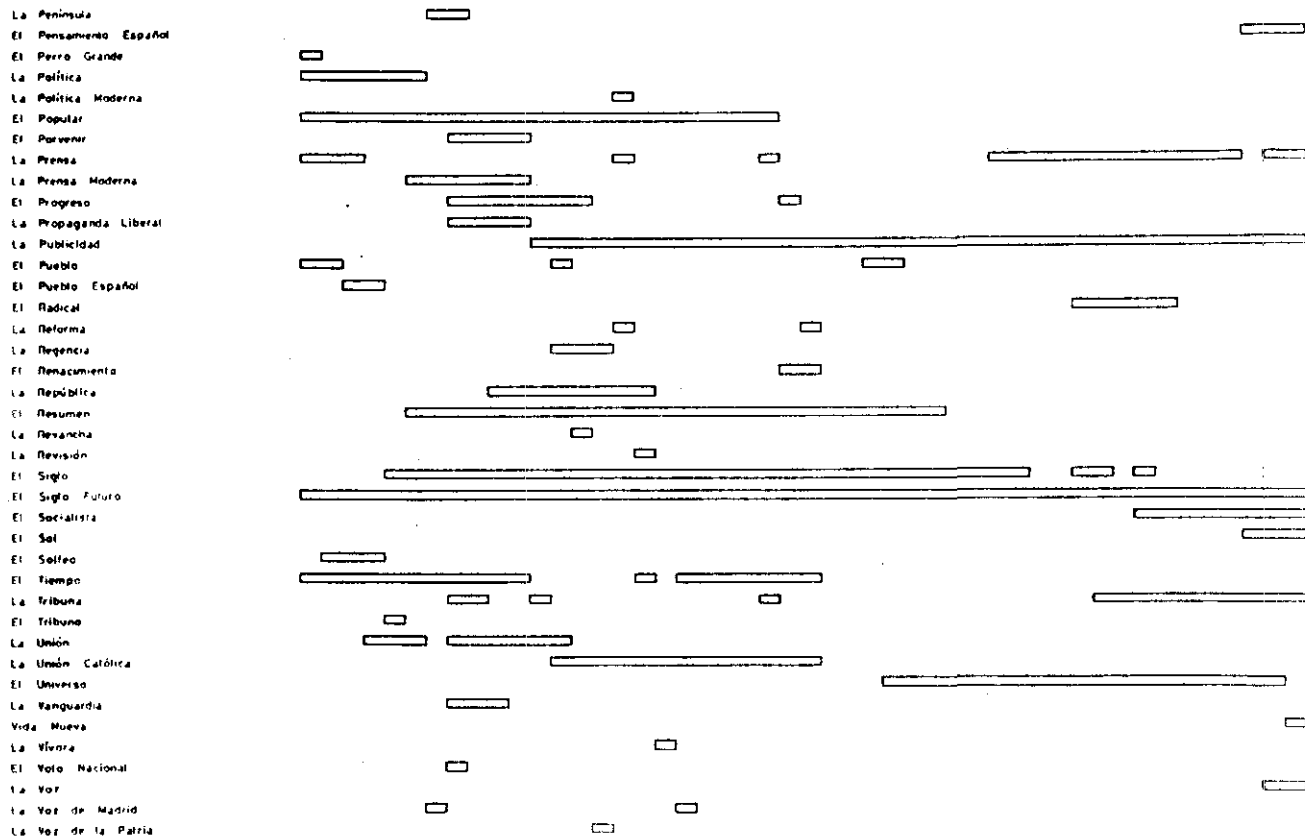 La Península
El Pensamiento Español
El Perro Grande
La Política
La Política Moderna
El Popular
El Porvenir
La Prensa
La Prensa Moderna
El Progreso
La Propaganda Liberal
La Publicidad
El Pueblo
El Pueblo Español
El Radical
La Reforma
La Regencia
El Renacimiento
La República
El Resumen
La Revancha
La Revisión
El Siglo
El Siglo Futuro
El Socialista
El Sol
El Solfeo
El Tiempo
La Tribuna
El Tribuno
La Unión
La Unión Católica
El Universo
La Vanguardia
Vida Nueva
La Vívora
El Voto Nacional
La Voz
La Voz de Madrid
La Voz de la Patria